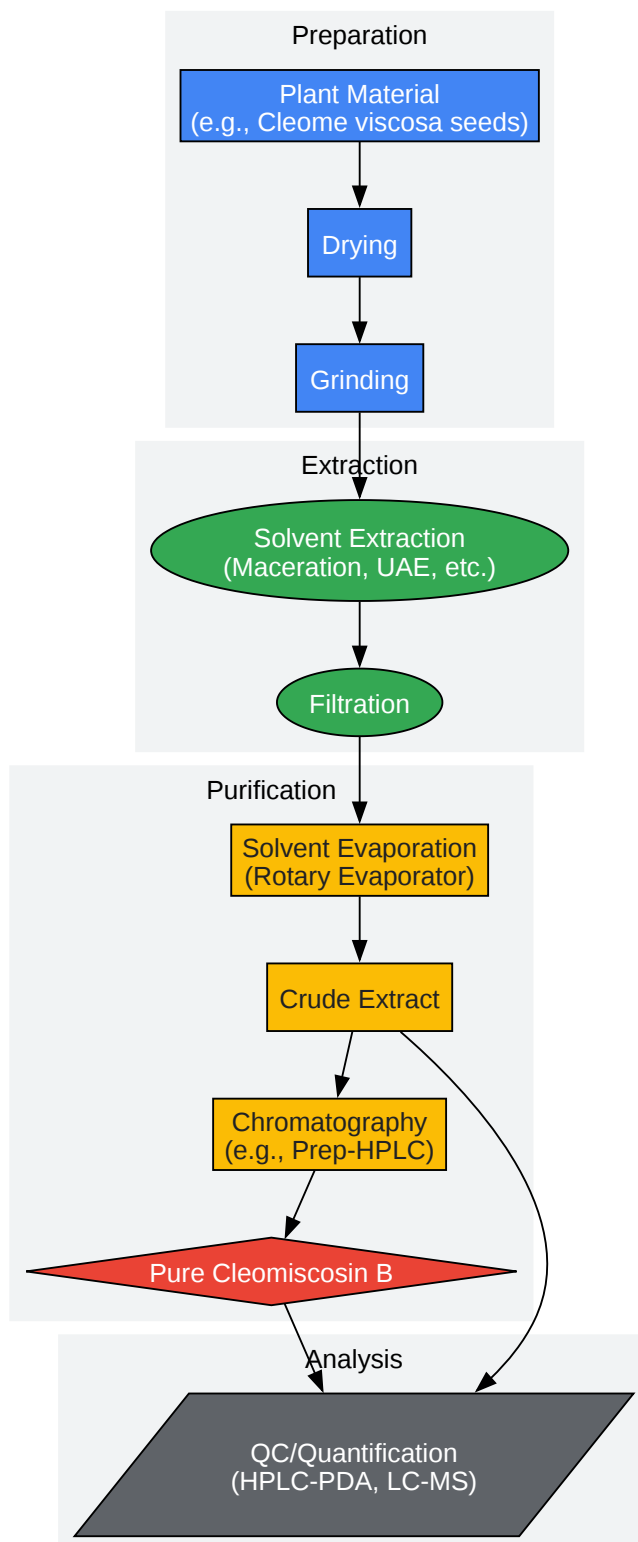 Preparation
Plant Material
(e.g., Cleome viscosa seeds)
Drying
Grinding
Extraction
Solvent Extraction
(Maceration, UAE, etc.)
Filtration
Purification
Solvent Evaporation
(Rotary Evaporator)
Crude Extract
Chromatography
(e.g., Prep-HPLC)
Pure Cleomiscosin B
Analysis
QC/Quantification
(HPLC-PDA, LC-MS)